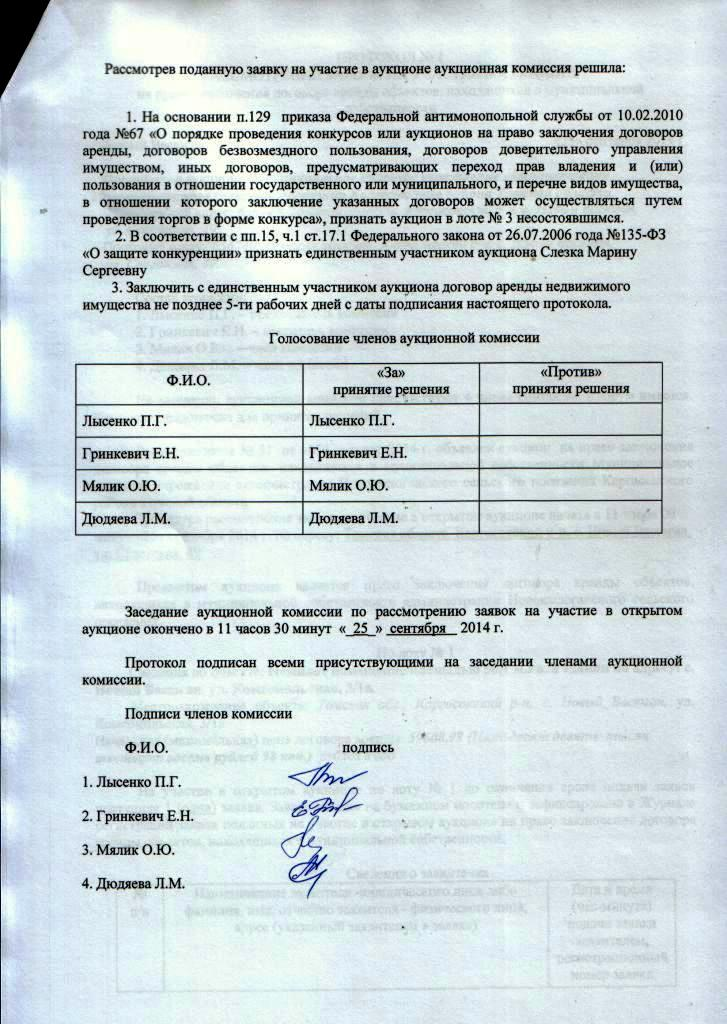 Рассмотрев поданную заявку на участие в аукционе аукционная комиссия решила:
1. На основании п.129 приказа Федеральной антимонопольной службы от 10.02.2010
года №67 «О порядке проведения конкурсов или аукционов на право заключения договоров
аренды, договоров безвозмездного пользования, договоров доверительного управления
имуществом, иных договоров, предусматривающих переход прав владения и (или)
пользования в отношении государственного или муниципального, и перечне видов имущества,
в отношении которого заключение указанных договоров может осуществляться путем
проведения торгов в форме конкурса», признать аукцион в лоте № 3 несостоявшимся.
2. В соответствии с пп.15, ч.1 ст.17.1 Федерального закона от 26.07.2006 года №135-ФЗ
«О защите конкуренции» признать единственным участником аукциона Слезка Марину
Сергеевну
3. Заключить с единственным участником аукциона договор аренды недвижимого
имущества не позднее 5-ти рабочих дней с даты подписания настоящего протокола.
Голосование членов аукционной комиссии
Ф.И.О. «За» принятие решения «Против» принятия решения
Лысенко П.Г. Лысенко П.Г.
Гринкевич Е.Н. Гринкевич Е.Н.
Мялик О.Ю. Мялик О.Ю.
Дюдяева Л.М. Дюдяева Л.М.
Заседание аукционной комиссии по рассмотрению заявок на участие в открытом
аукционе окончено в 11 часов 30 минут « 25 » сентября 2014 г.
Протокол подписан всеми присутствующими на заседании членами аукционной
комиссии.
Подписи членов комиссии
Ф.И.О. подпись
1. Лысенко П.Г.
2. Гринкевич Е.Н.
3. Мялик О.Ю.
4. Дюдяева Л.М.